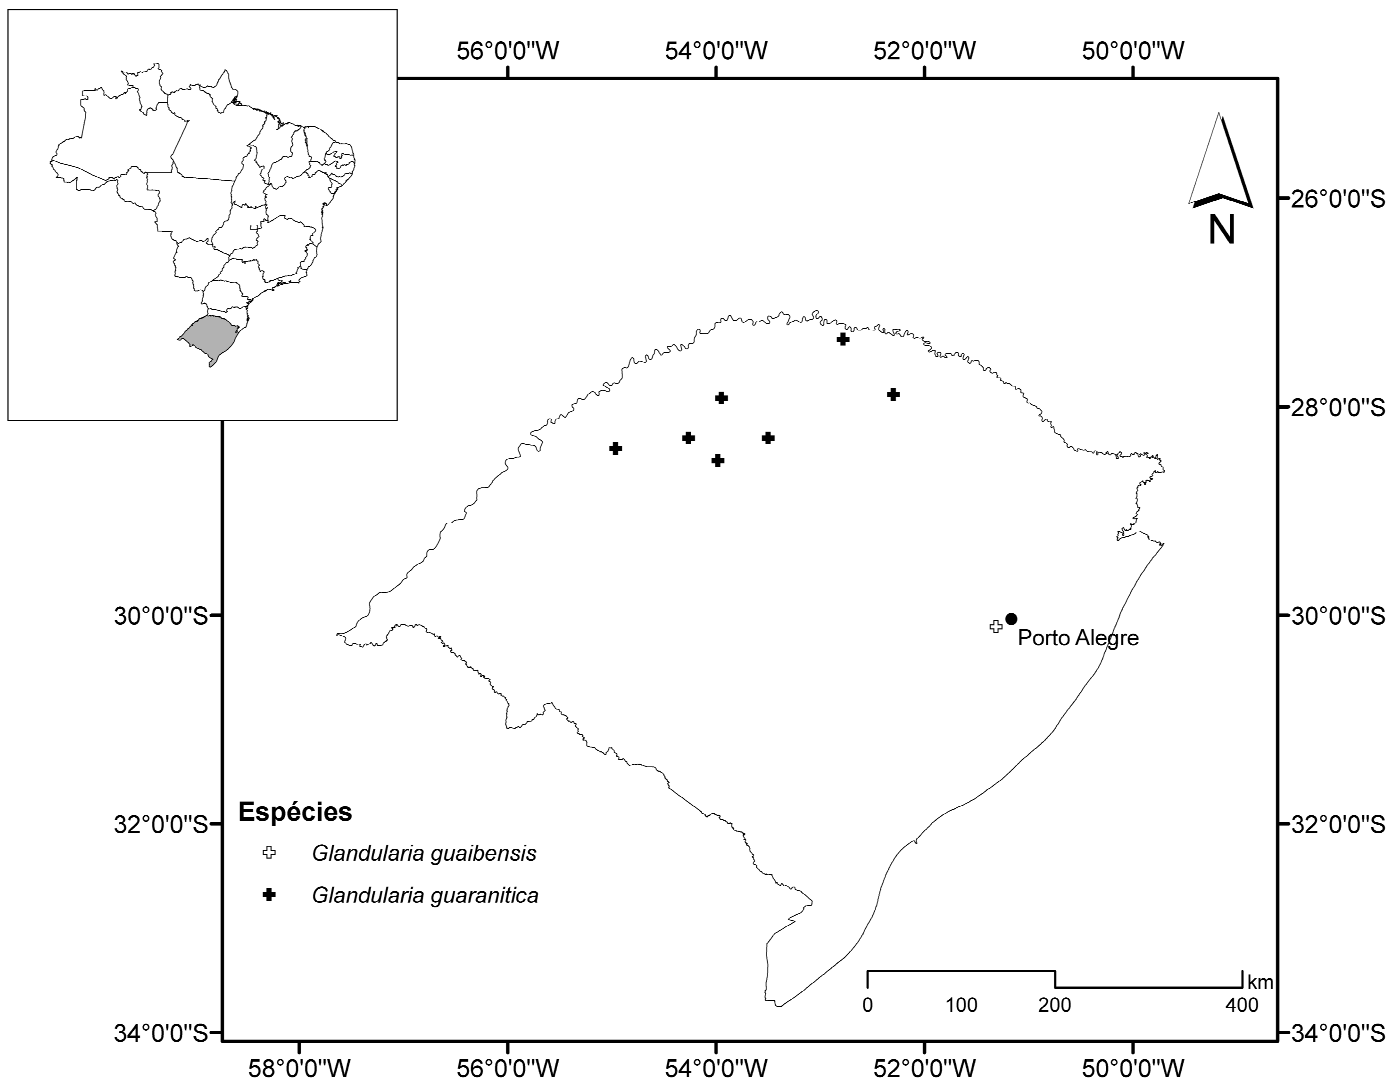 56°0'0"W 54°0'0"W 52°0'0"W 50°0'0"W
26°0'0"S
N
28°0'0"S
30°0'0"S 30°0'0"S
Porto Alegre
Espécies
32°0'0"S 32°0'0"S
Glandularia guaibensis
Glandularia guaranitica
km
0 100 200 400
34°0'0"S 34°0'0"S
58°0'0"W 56°0'0"W 54°0'0"W 52°0'0"W 50°0'0"W